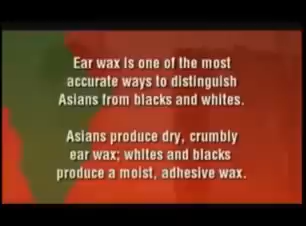 Ear wax is one of the most
accurate ways to distinguish
Asians from blacks and whites.
Asians produce dry, crumbly
ear wax; whites and blacks
produce a moist, adhesive wax.